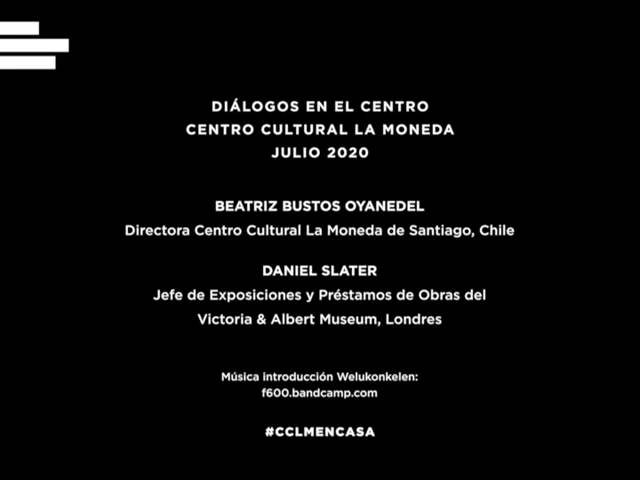 DIÁLOGOS EN EL CENTRO
CENTRO CULTURAL LA MONEDA
JULIO 2020
BEATRIZ BUSTOS OYANEDEL
Directora Centro Cultural La Moneda de Santiago, Chile
DANIEL SLATER
Jefe de Exposiciones y Préstamos de Obras del
Victoria & Albert Museum, Londres
Música introducción Welukonkelen:
f600.bandcamp.com
#CCLMENCASA